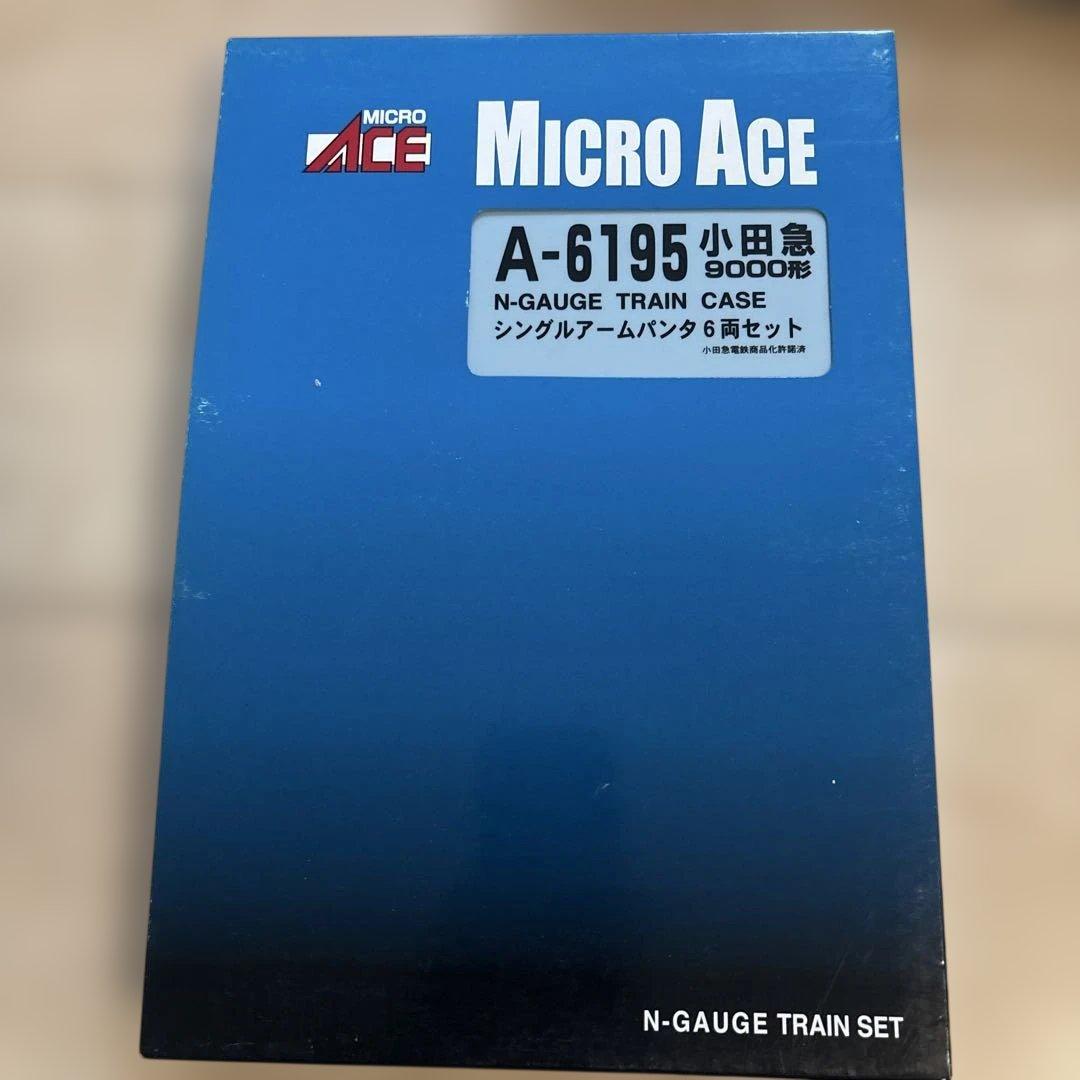 MICRO
ACE
MICRO ACE
A-6195 小田急
9000形
N-GAUGE TRAIN CASE
シングルアームパンタ6両セット
小田急電鉄商品化許諾済
N-GAUGE TRAIN SET